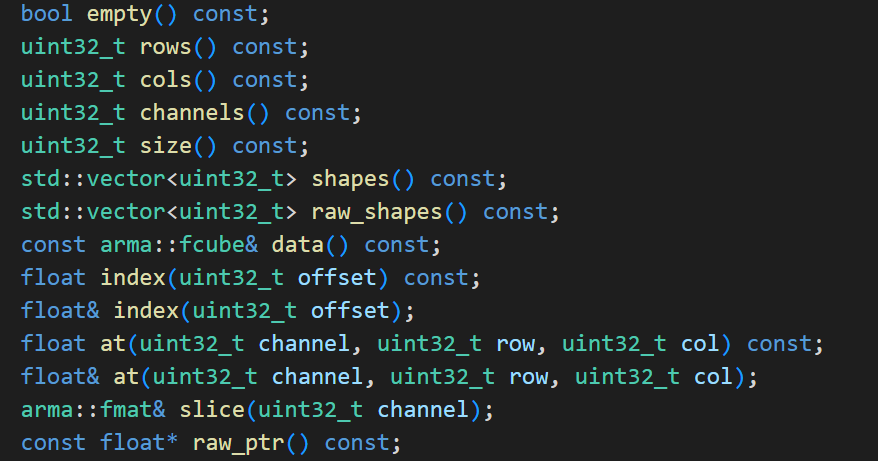 bool empty() const;
uint32_t rows() const;
uint32_t cols() const;
uint32_t channels() const;
uint32_t size() const;
std::vector<uint32_t> shapes() const;
std::vector<uint32_t> raw_shapes() const;
const arma::fcube& data() const;
float index(uint32_t offset) const;
float& index(uint32_t offset);
float at(uint32_t channel, uint32_t row, uint32_t col) const;
float& at(uint32_t channel, uint32_t row, uint32_t col);
arma::fmat& slice(uint32_t channel);
const float* raw_ptr() const;